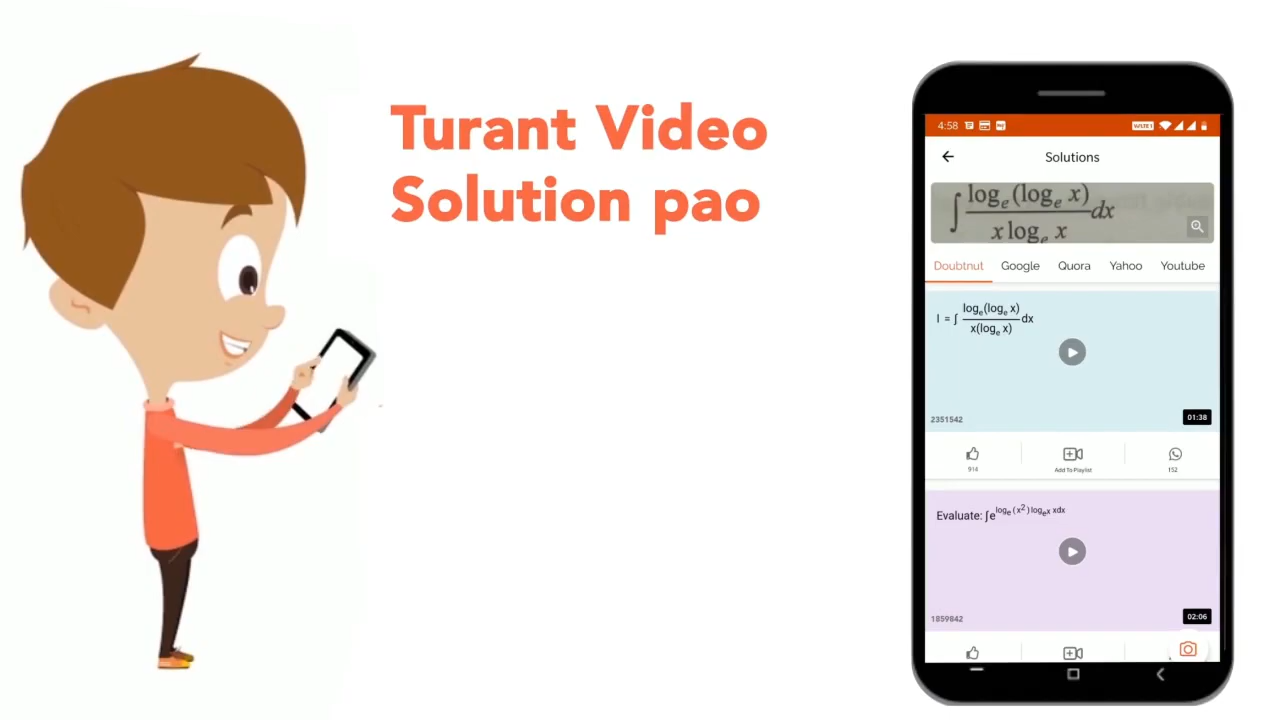 Turant Video
Solution pao
4:58
VoLTE1
Solutions
∫ logₑ(logₑ x) / x logₑ x dx
Doubtnut Google Quora Yahoo Youtube
I = ∫ logₑ(logₑ x) / x(logₑ x) dx
2351542 01:38
914 Add To Playlist 152
Evaluate: ∫e^logₑ(x²)logₑx xdx
1859842 02:06